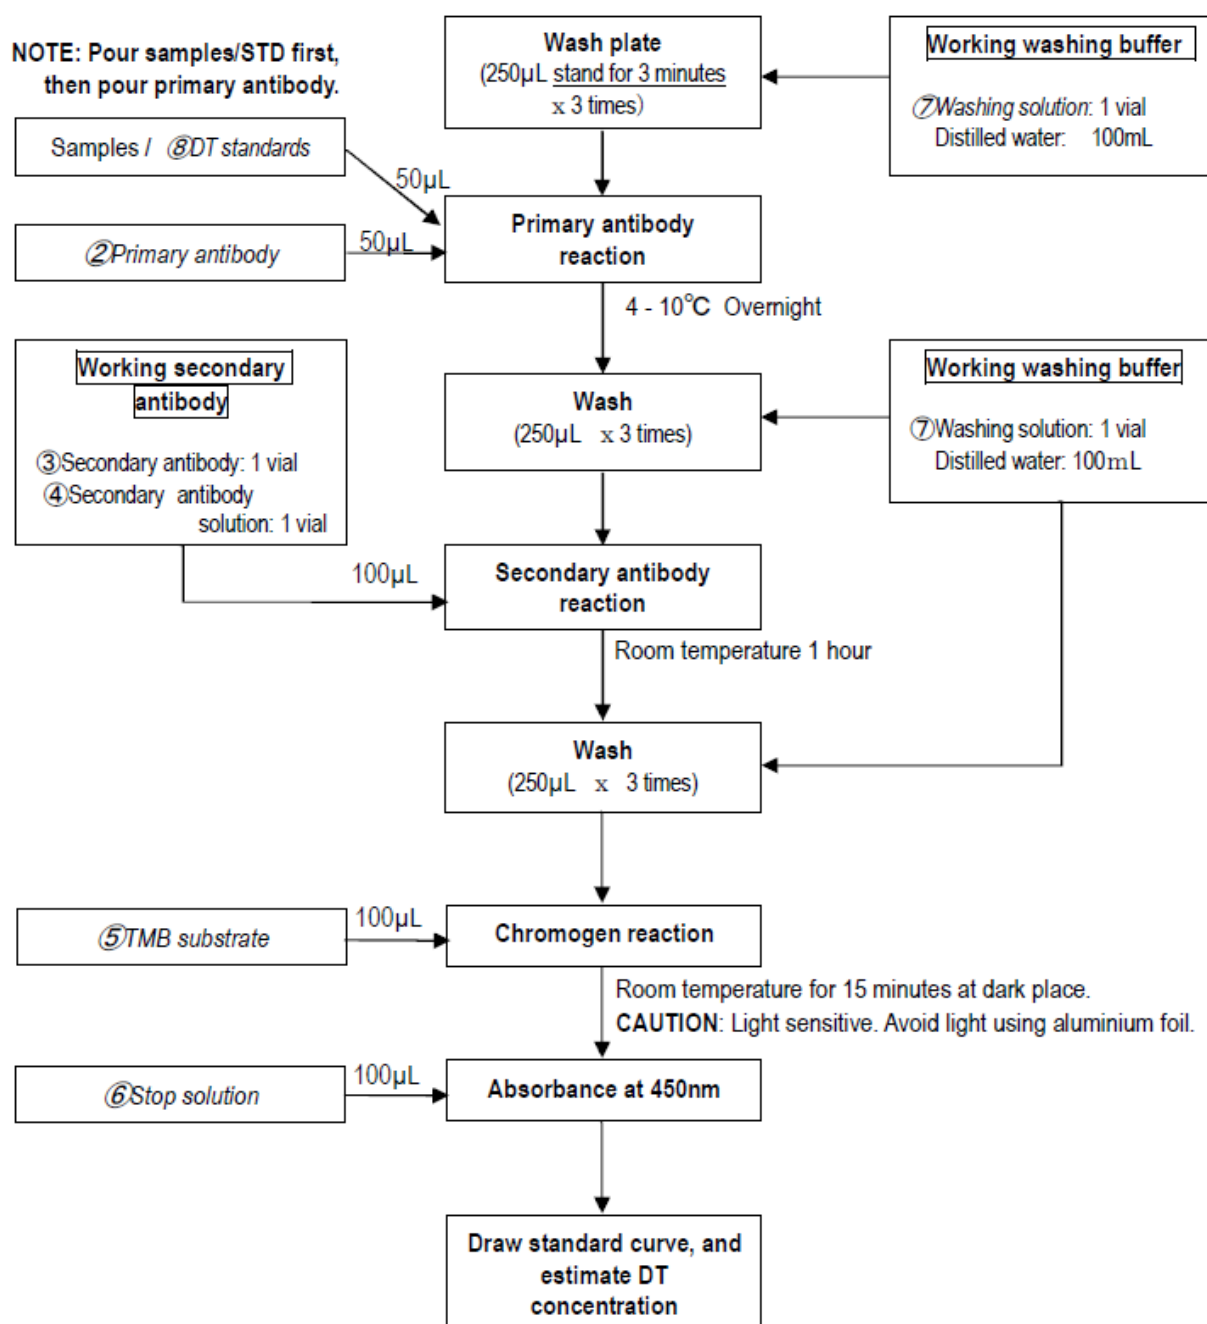 NOTE: Pour samples/STD first,
then pour primary antibody.
Wash plate
(250µL stand for 3 minutes
x 3 times)
Working washing buffer
⑦Washing solution: 1 vial
Distilled water: 100mL
Samples / ⑧DT standards
50µL
Primary antibody
reaction
②Primary antibody
50µL
4 - 10℃ Overnight
Working secondary
antibody
③Secondary antibody: 1 vial
④Secondary antibody
solution: 1 vial
Wash
(250µL x 3 times)
Working washing buffer
⑦Washing solution: 1 vial
Distilled water: 100mL
100µL
Secondary antibody
reaction
Room temperature 1 hour
Wash
(250µL x 3 times)
⑤TMB substrate
100µL
Chromogen reaction
Room temperature for 15 minutes at dark place.
CAUTION: Light sensitive. Avoid light using aluminium foil.
⑥Stop solution
100µL
Absorbance at 450nm
Draw standard curve, and
estimate DT
concentration